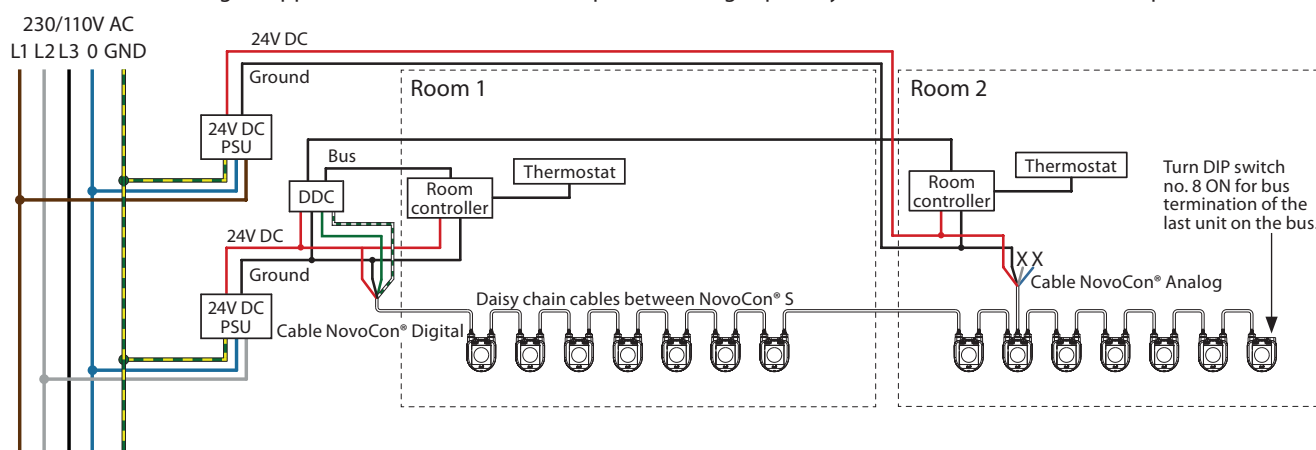 230/110V AC
L1 L2 L3 0 GND
24V DC
Ground
24V DC
PSU
Room 1
Room 2
Bus
DDC
Room
controller
Thermostat
Room
controller
Thermostat
Turn DIP switch
no. 8 ON for bus
termination of the
last unit on the bus.
24V DC
Ground
24V DC
PSU
Cable NovoCon® Digital
Daisy chain cables between NovoCon® S
X X
Cable NovoCon® Analog